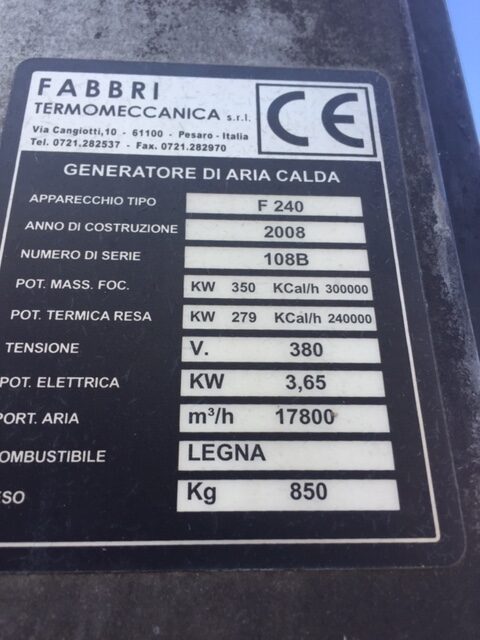 FABBRI
TERMOMECCANICA s.r.l.
Via Cangiotti,10 - 61100 - Pesaro - Italia
Tel. 0721.282537 - Fax. 0721.282970
CE
GENERATORE DI ARIA CALDA
APPARECCHIO TIPO F 240
ANNO DI COSTRUZIONE 2008
NUMERO DI SERIE 108B
POT. MASS. FOC. KW 350 KCal/h 300000
POT. TERMICA RESA KW 279 KCal/h 240000
TENSIONE V. 380
POT. ELETTRICA KW 3,65
PORT. ARIA m³/h 17800
OMBUSTIBILE LEGNA
ESO Kg 850